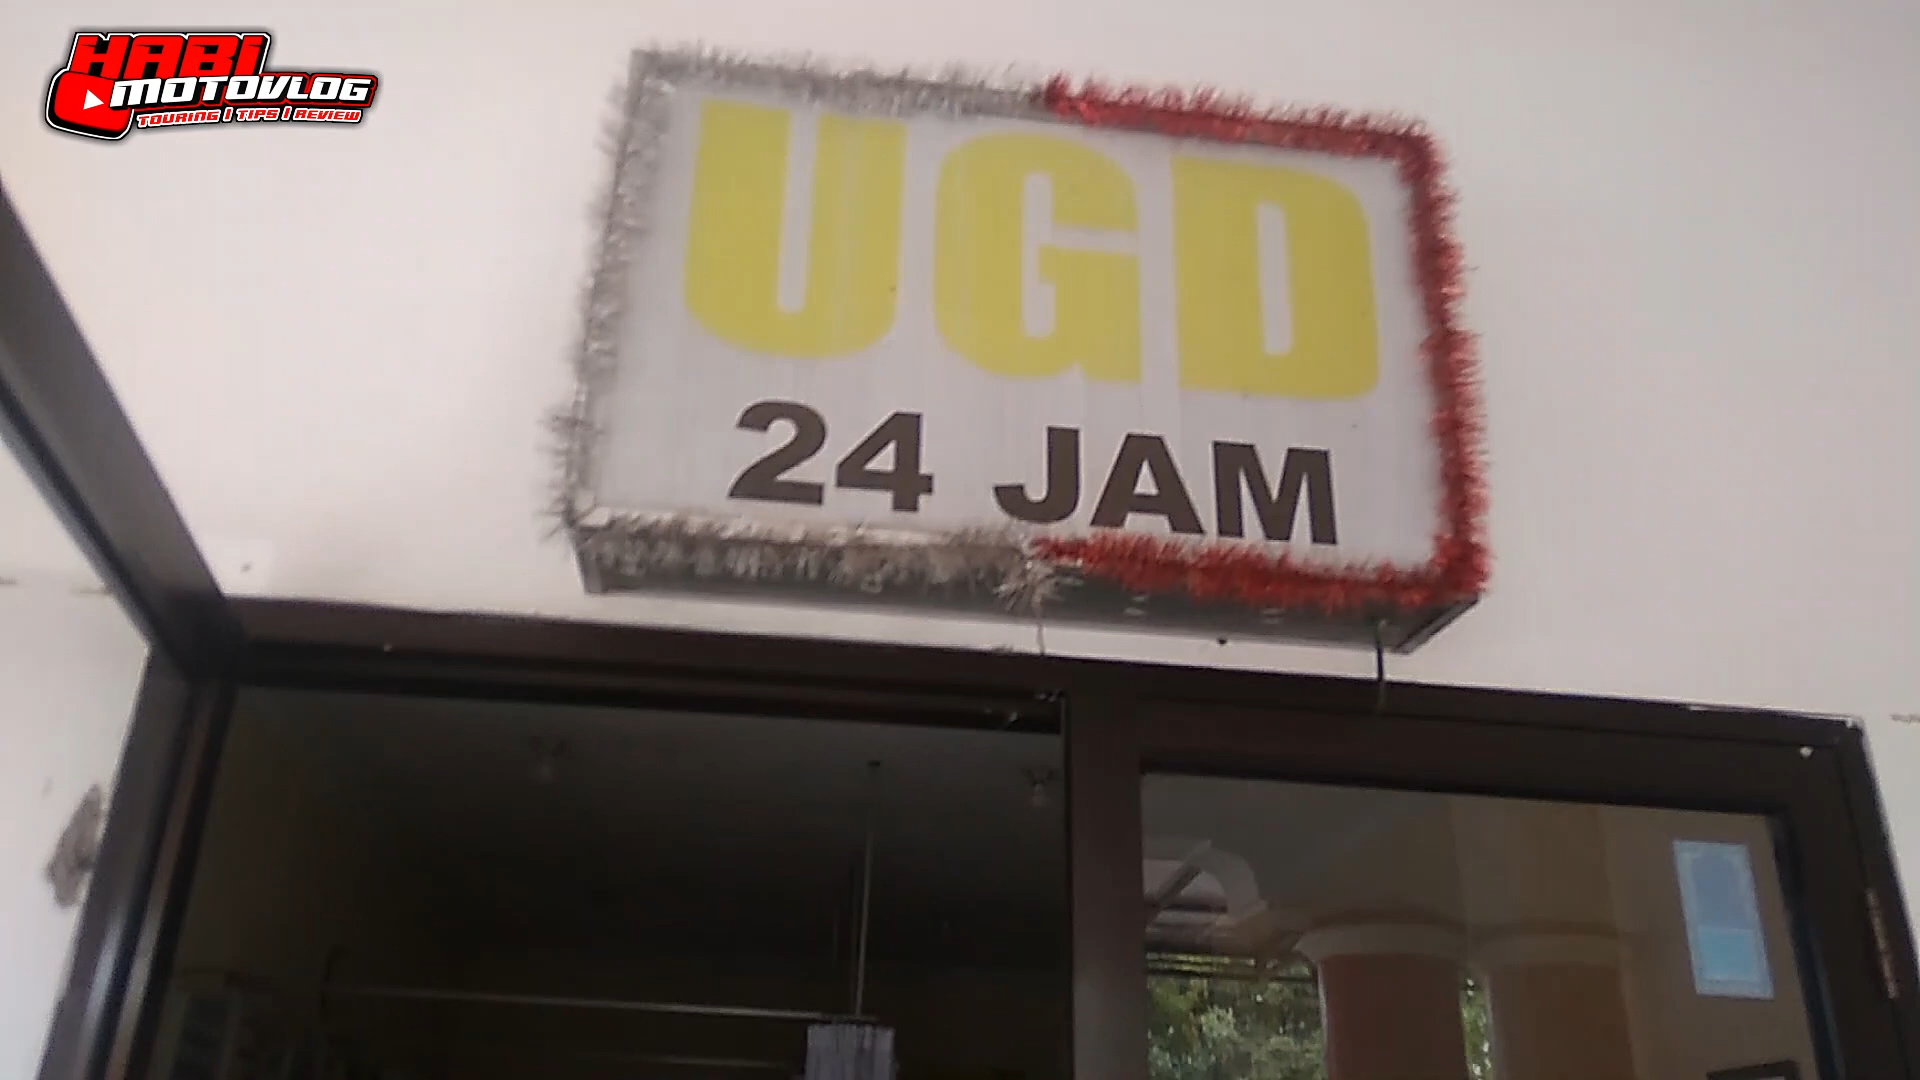 HABI
MOTOVLOG
TOURING | TIPS | REVIEW
UGD
24 JAM